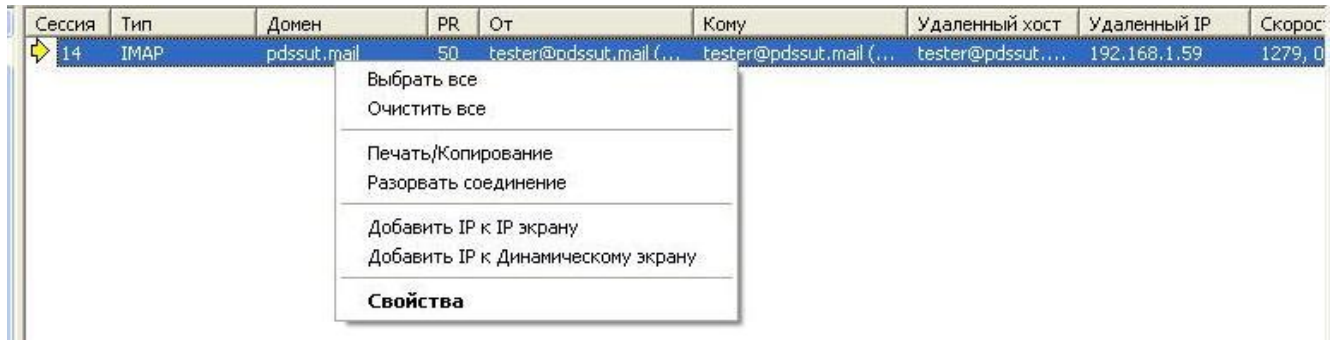 Сессия Тип Домен PR От Кому Удаленный хост Удаленный IP Скорос
14 IMAP pdssut.mail 50 tester@pdssut.mail (... tester@pdssut.mail (... tester@pdssut.... 192.168.1.59 1279, 0
Выбрать все
Очистить все
Печать/Копирование
Разорвать соединение
Добавить IP к IP экрану
Добавить IP к Динамическому экрану
Свойства